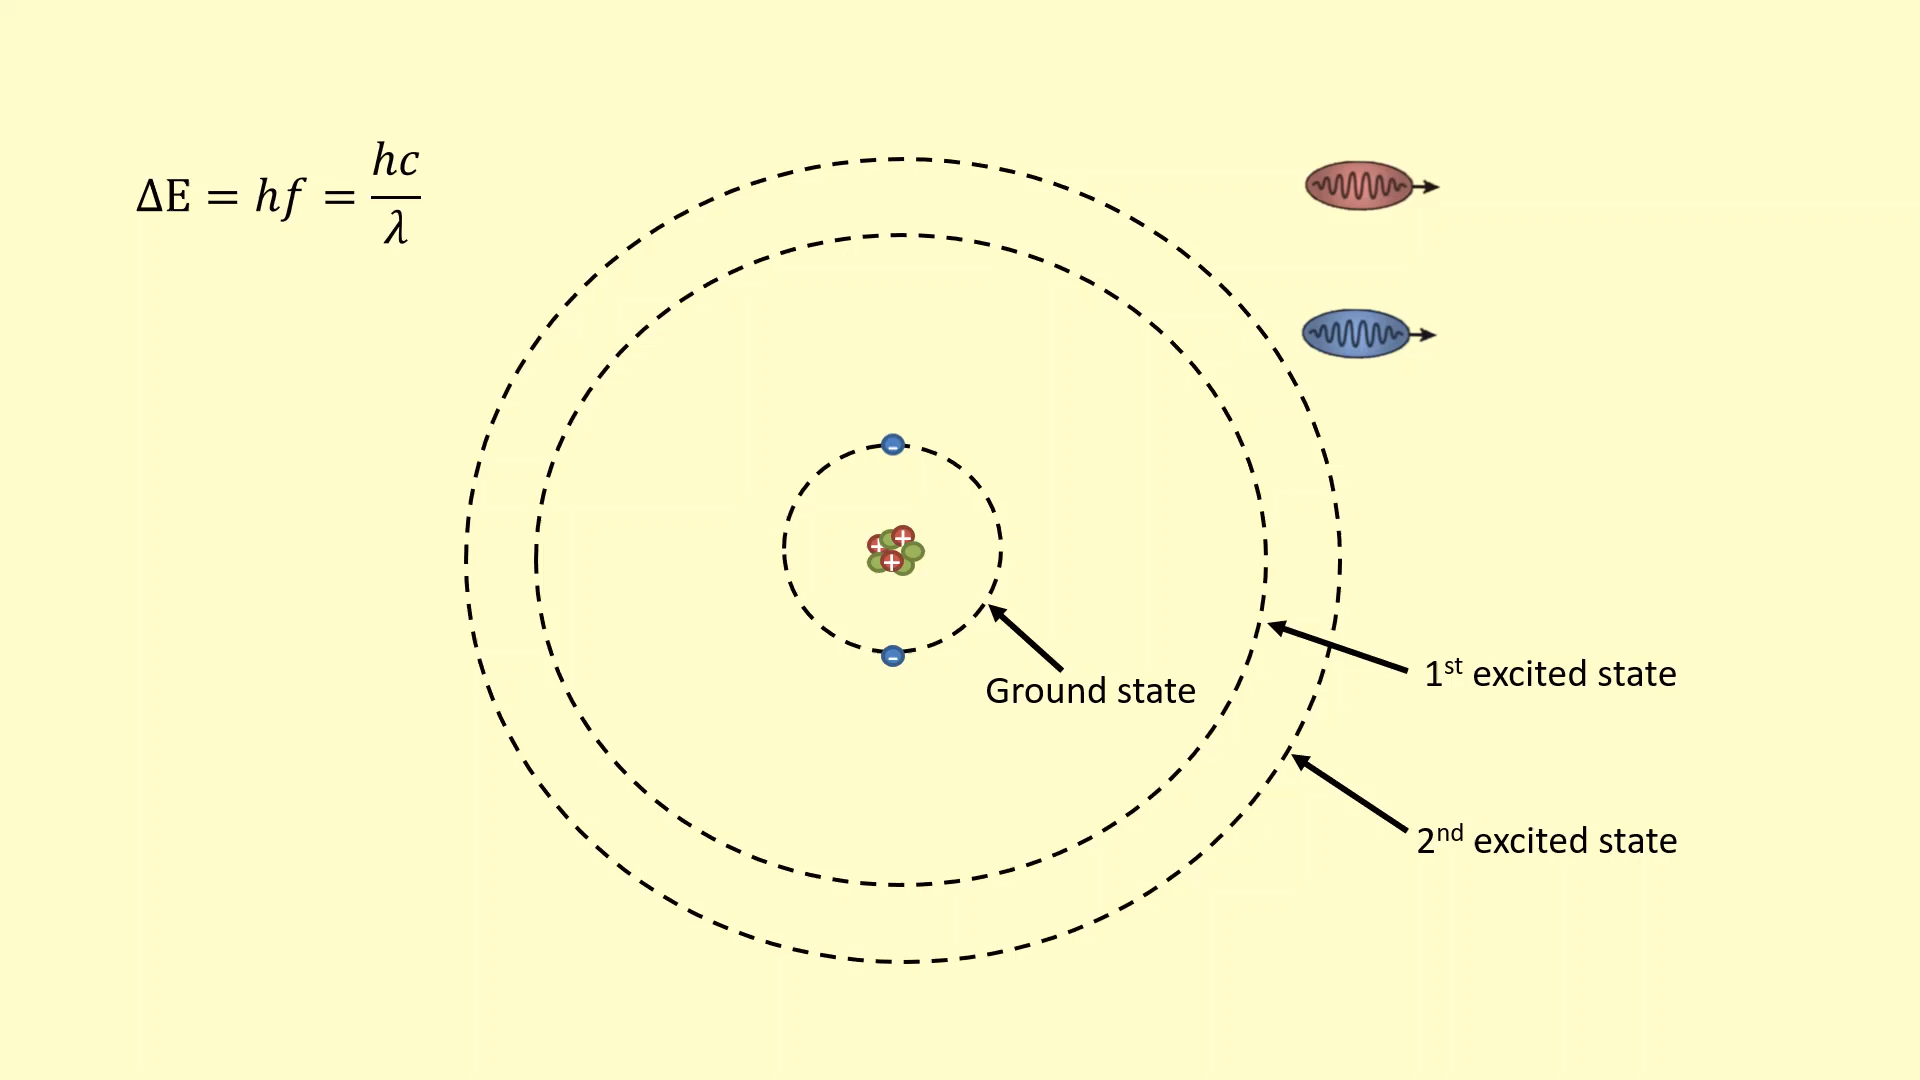 ΔE = hf = hc/λ
Ground state
1st excited state
2nd excited state